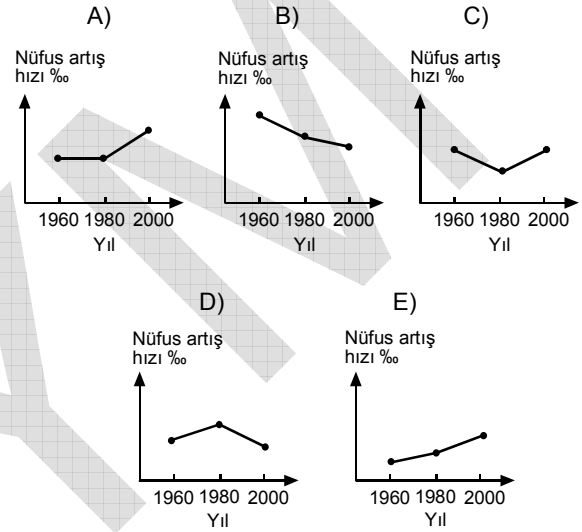 A)
Nüfus artış
hızı ‰
1960 1980 2000
Yıl
B)
Nüfus artış
hızı ‰
1960 1980 2000
Yıl
C)
Nüfus artış
hızı ‰
1960 1980 2000
Yıl
D)
Nüfus artış
hızı ‰
1960 1980 2000
Yıl
E)
Nüfus artış
hızı ‰
1960 1980 2000
Yıl